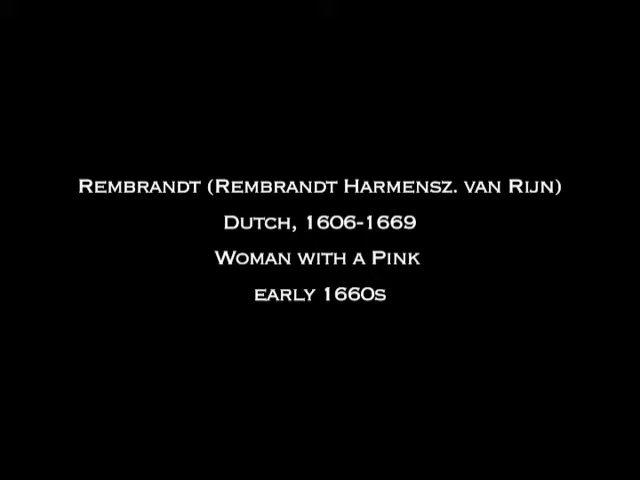 Rembrandt (Rembrandt Harmensz. van Rijn)
Dutch, 1606-1669
Woman with a Pink
early 1660s